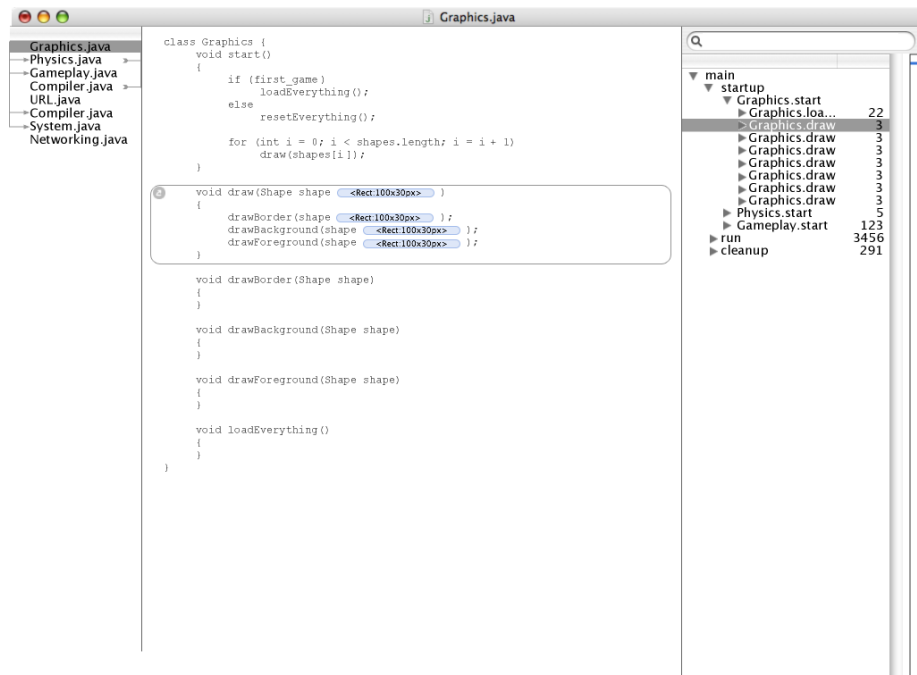 Graphics.java
Graphics.java
Physics.java
Gameplay.java
Compiler.java
URL.java
Compiler.java
System.java
Networking.java
class Graphics {
void start()
{
if (first_game)
loadEverything();
else
resetEverything();
for (int i = 0; i < shapes.length; i = i + 1)
draw(shapes[i]);
}
void draw(Shape shape <Rect:100x30px> )
{
drawBorder(shape <Rect:100x30px> );
drawBackground(shape <Rect:100x30px> );
drawForeground(shape <Rect:100x30px> );
}
void drawBorder(Shape shape)
{
}
void drawBackground(Shape shape)
{
}
void drawForeground(Shape shape)
{
}
void loadEverything()
{
}
}
main
startup
Graphics.start
Graphics.loa... 22
Graphics.draw 3
Graphics.draw 3
Graphics.draw 3
Graphics.draw 3
Graphics.draw 3
Graphics.draw 3
Graphics.draw 3
Physics.start 5
Gameplay.start 123
run 3456
cleanup 291